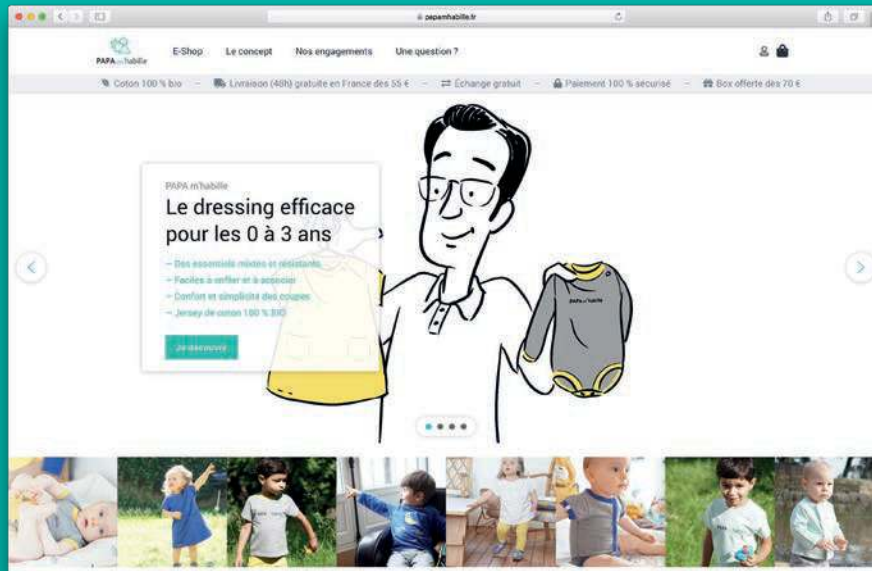 papamhabille.fr
PAPA m'habille
E-Shop Le concept Nos engagements Une question ?
Coton 100 % bio – Livraison (48h) gratuite en France dès 55 € – Échange gratuit – Paiement 100 % sécurisé – Box offerte dès 70 €
PAPA m'habille
Le dressing efficace
pour les 0 à 3 ans
– Des essentiels mixtes et résistants
– Faciles à enfiler et à associer
– Confort et simplicité des coupes
– Jersey de coton 100 % BIO
PAPA m'habille